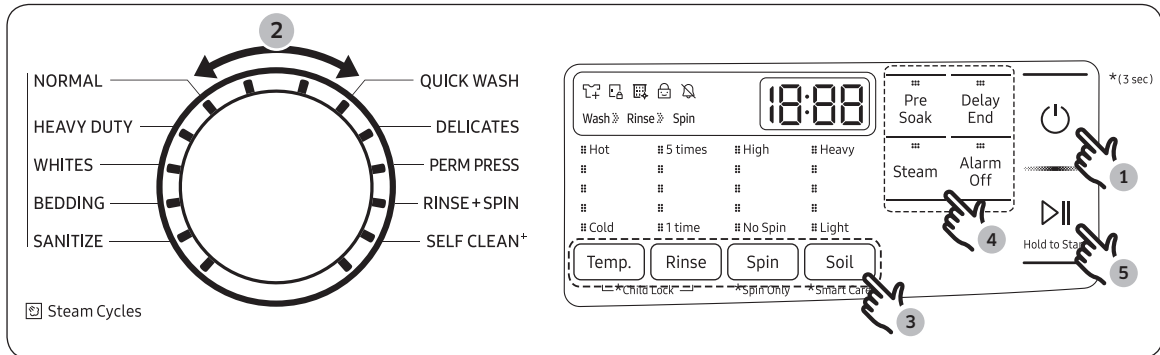 2
NORMAL
HEAVY DUTY
WHITES
BEDDING
SANITIZE
QUICK WASH
DELICATES
PERM PRESS
RINSE+SPIN
SELF CLEAN+
Steam Cycles
Wash Rinse Spin
18:88
Hot 5 times High Heavy
Cold 1 time No Spin Light
Temp. Rinse Spin Soil
*Child Lock *Spin Only *Smart Care
3
Pre Soak
Delay End
Steam
Alarm Off
4
*(3 sec)
1
Hold to Start
5